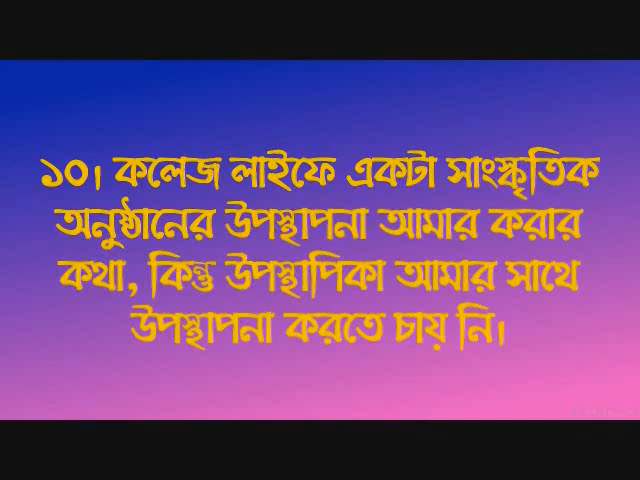 ১০। কলেজ লাইফে একটা সাংস্কৃতিক
অনুষ্ঠানের উপস্থাপনা আমার করার
কথা, কিন্তু উপস্থাপিকা আমার সাথে
উপস্থাপনা করতে চায় নি।